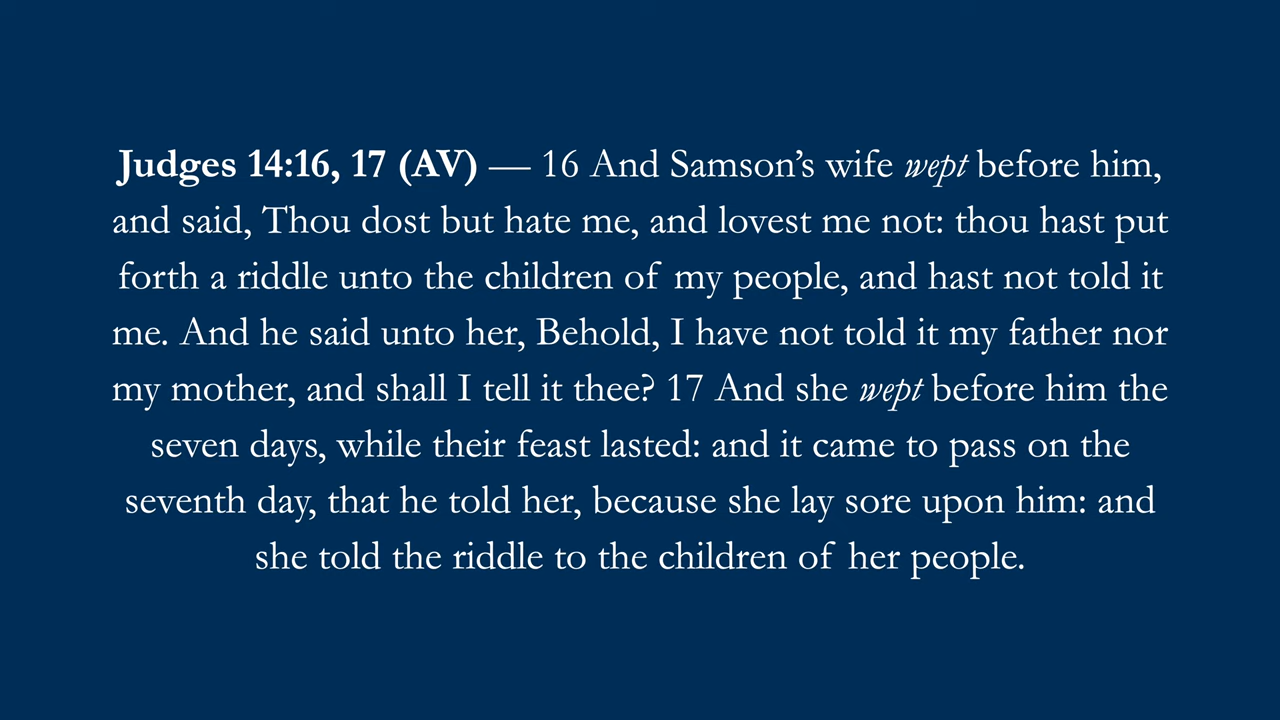 Judges 14:16, 17 (AV) — 16 And Samson’s wife wept before him,
and said, Thou dost but hate me, and lovest me not: thou hast put
forth a riddle unto the children of my people, and hast not told it
me. And he said unto her, Behold, I have not told it my father nor
my mother, and shall I tell it thee? 17 And she wept before him the
seven days, while their feast lasted: and it came to pass on the
seventh day, that he told her, because she lay sore upon him: and
she told the riddle to the children of her people.